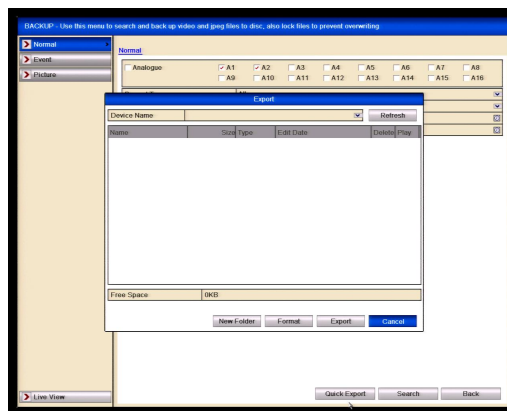 BACKUP - Use this menu to search and back up video and jpeg files to disc, also lock files to prevent overwriting
Normal
Event
Picture
Normal
Analogue A1 A2 A3 A4 A5 A6 A7 A8
A9 A10 A11 A12 A13 A14 A15 A16
Export
Device Name Refresh
Name Size Type Edit Date Delete Play
Free Space 0KB
New Folder Format Export Cancel
Quick Export Search Back
Live View